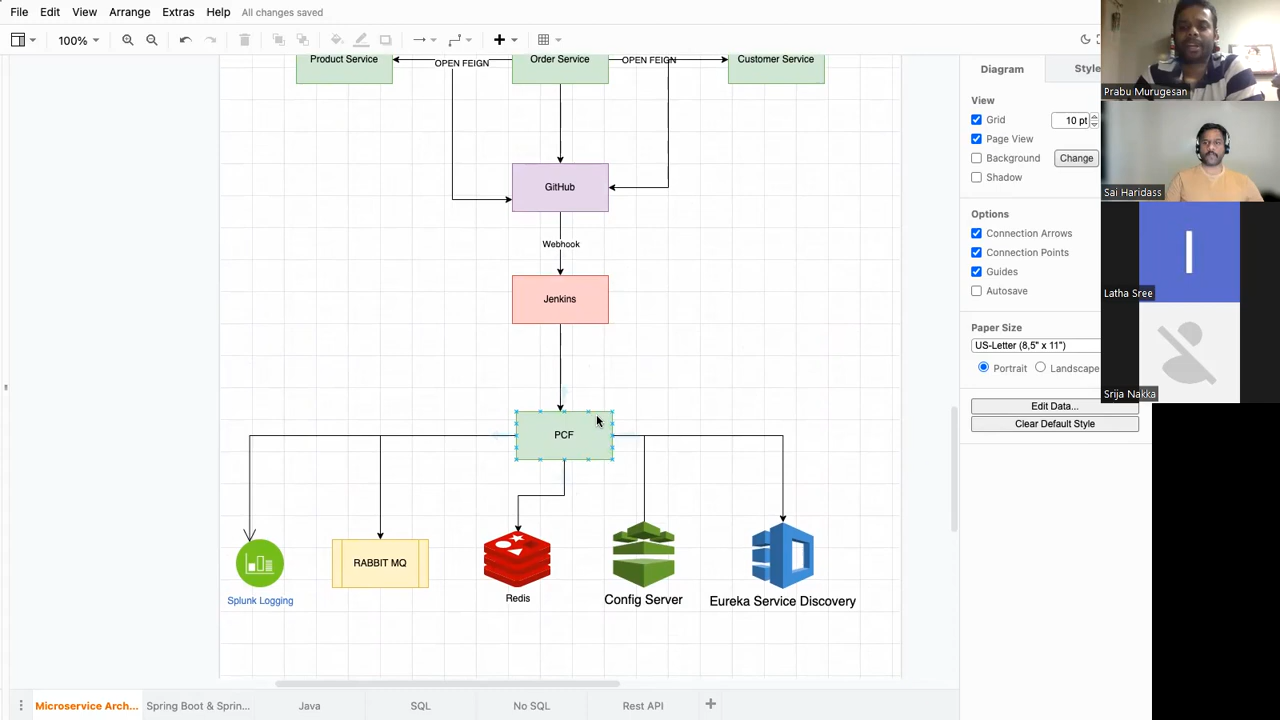 File Edit View Arrange Extras Help All changes saved
100%
Product Service
OPEN FEIGN
Order Service
OPEN FEIGN
Customer Service
GitHub
Webhook
Jenkins
PCF
Splunk Logging
RABBIT MQ
Redis
Config Server
Eureka Service Discovery
Diagram
Style
View
Grid
10 pt
Page View
Background
Change
Shadow
Options
Connection Arrows
Connection Points
Guides
Autosave
Paper Size
US-Letter (8,5" x 11")
Portrait
Landscape
Edit Data...
Clear Default Style
Prabu Murugesan
Sai Haridass
I
Latha Sree
Srija Nakka
Microservice Arch...
Spring Boot & Sprin...
Java
SQL
No SQL
Rest API